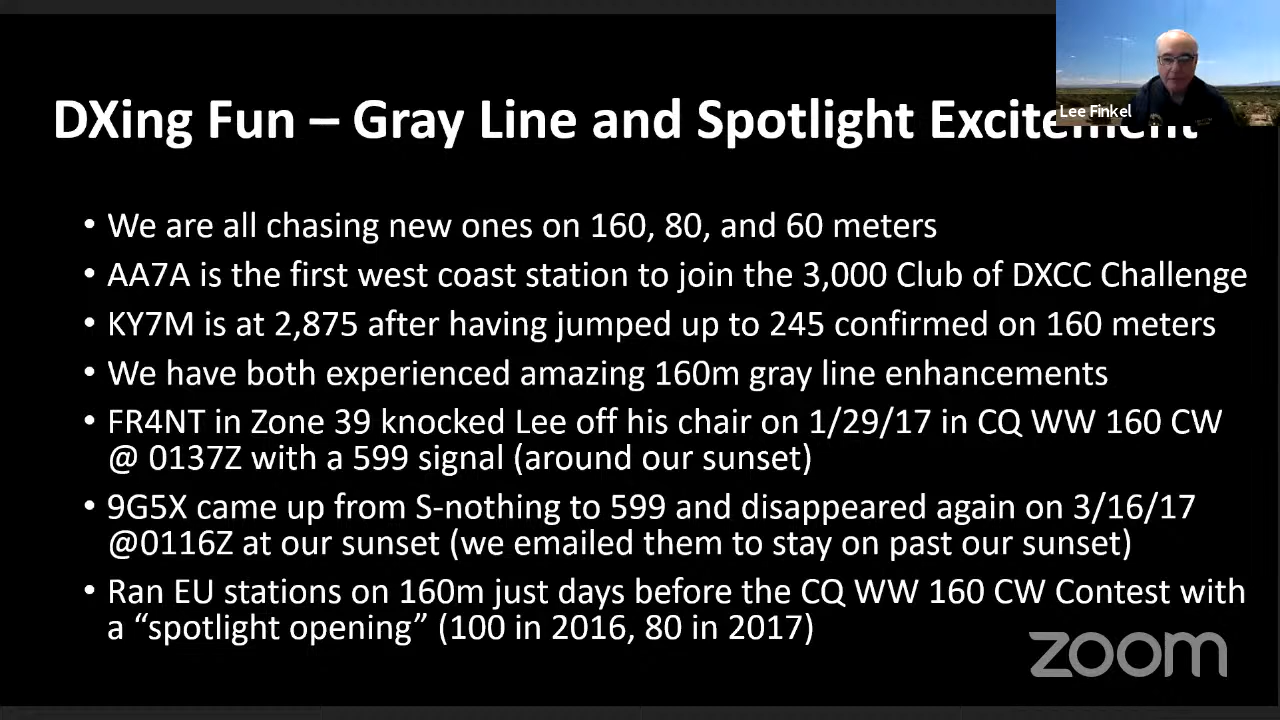 Lee Finkel
DXing Fun – Gray Line and Spotlight Excitement
• We are all chasing new ones on 160, 80, and 60 meters
• AA7A is the first west coast station to join the 3,000 Club of DXCC Challenge
• KY7M is at 2,875 after having jumped up to 245 confirmed on 160 meters
• We have both experienced amazing 160m gray line enhancements
• FR4NT in Zone 39 knocked Lee off his chair on 1/29/17 in CQ WW 160 CW
@ 0137Z with a 599 signal (around our sunset)
• 9G5X came up from S-nothing to 599 and disappeared again on 3/16/17
@0116Z at our sunset (we emailed them to stay on past our sunset)
• Ran EU stations on 160m just days before the CQ WW 160 CW Contest with
a “spotlight opening” (100 in 2016, 80 in 2017)
zoom